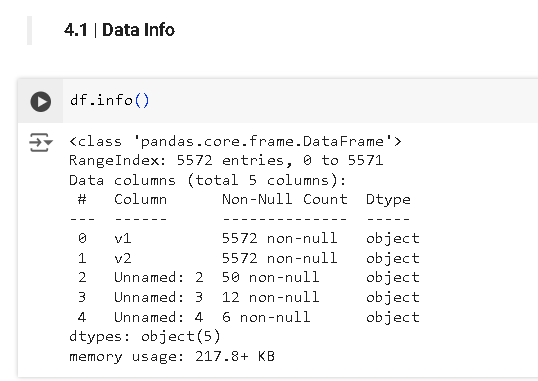 4.1 | Data Info
df.info()
<class 'pandas.core.frame.DataFrame'>
RangeIndex: 5572 entries, 0 to 5571
Data columns (total 5 columns):
 #   Column      Non-Null Count  Dtype
---  ------      --------------  -----
 0   v1          5572 non-null   object
 1   v2          5572 non-null   object
 2   Unnamed: 2  50 non-null     object
 3   Unnamed: 3  12 non-null     object
 4   Unnamed: 4  6 non-null      object
dtypes: object(5)
memory usage: 217.8+ KB